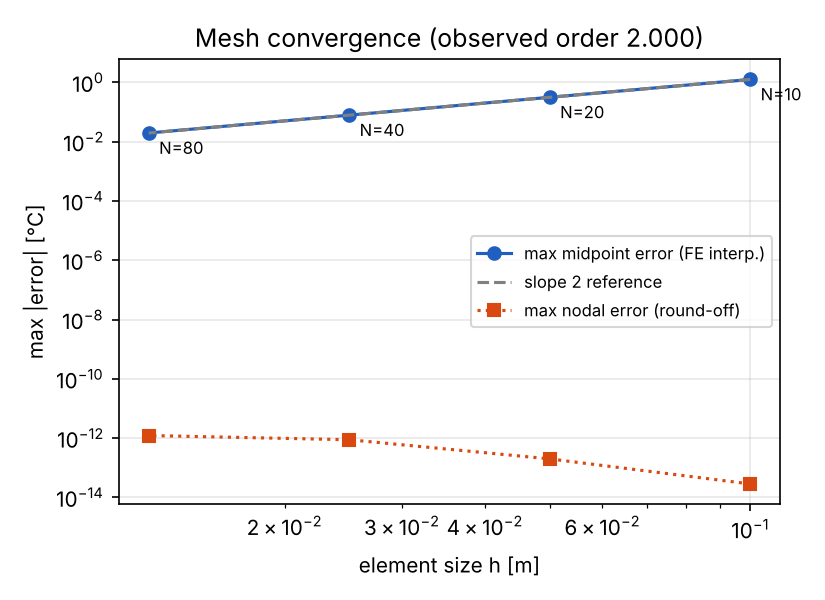 Mesh convergence (observed order 2.000)
max |error| [°C]
10⁰
10⁻²
10⁻⁴
10⁻⁶
10⁻⁸
10⁻¹⁰
10⁻¹²
10⁻¹⁴
N=80
N=40
N=20
N=10
max midpoint error (FE interp.)
slope 2 reference
max nodal error (round-off)
2 × 10⁻²
3 × 10⁻²
4 × 10⁻²
6 × 10⁻²
10⁻¹
element size h [m]